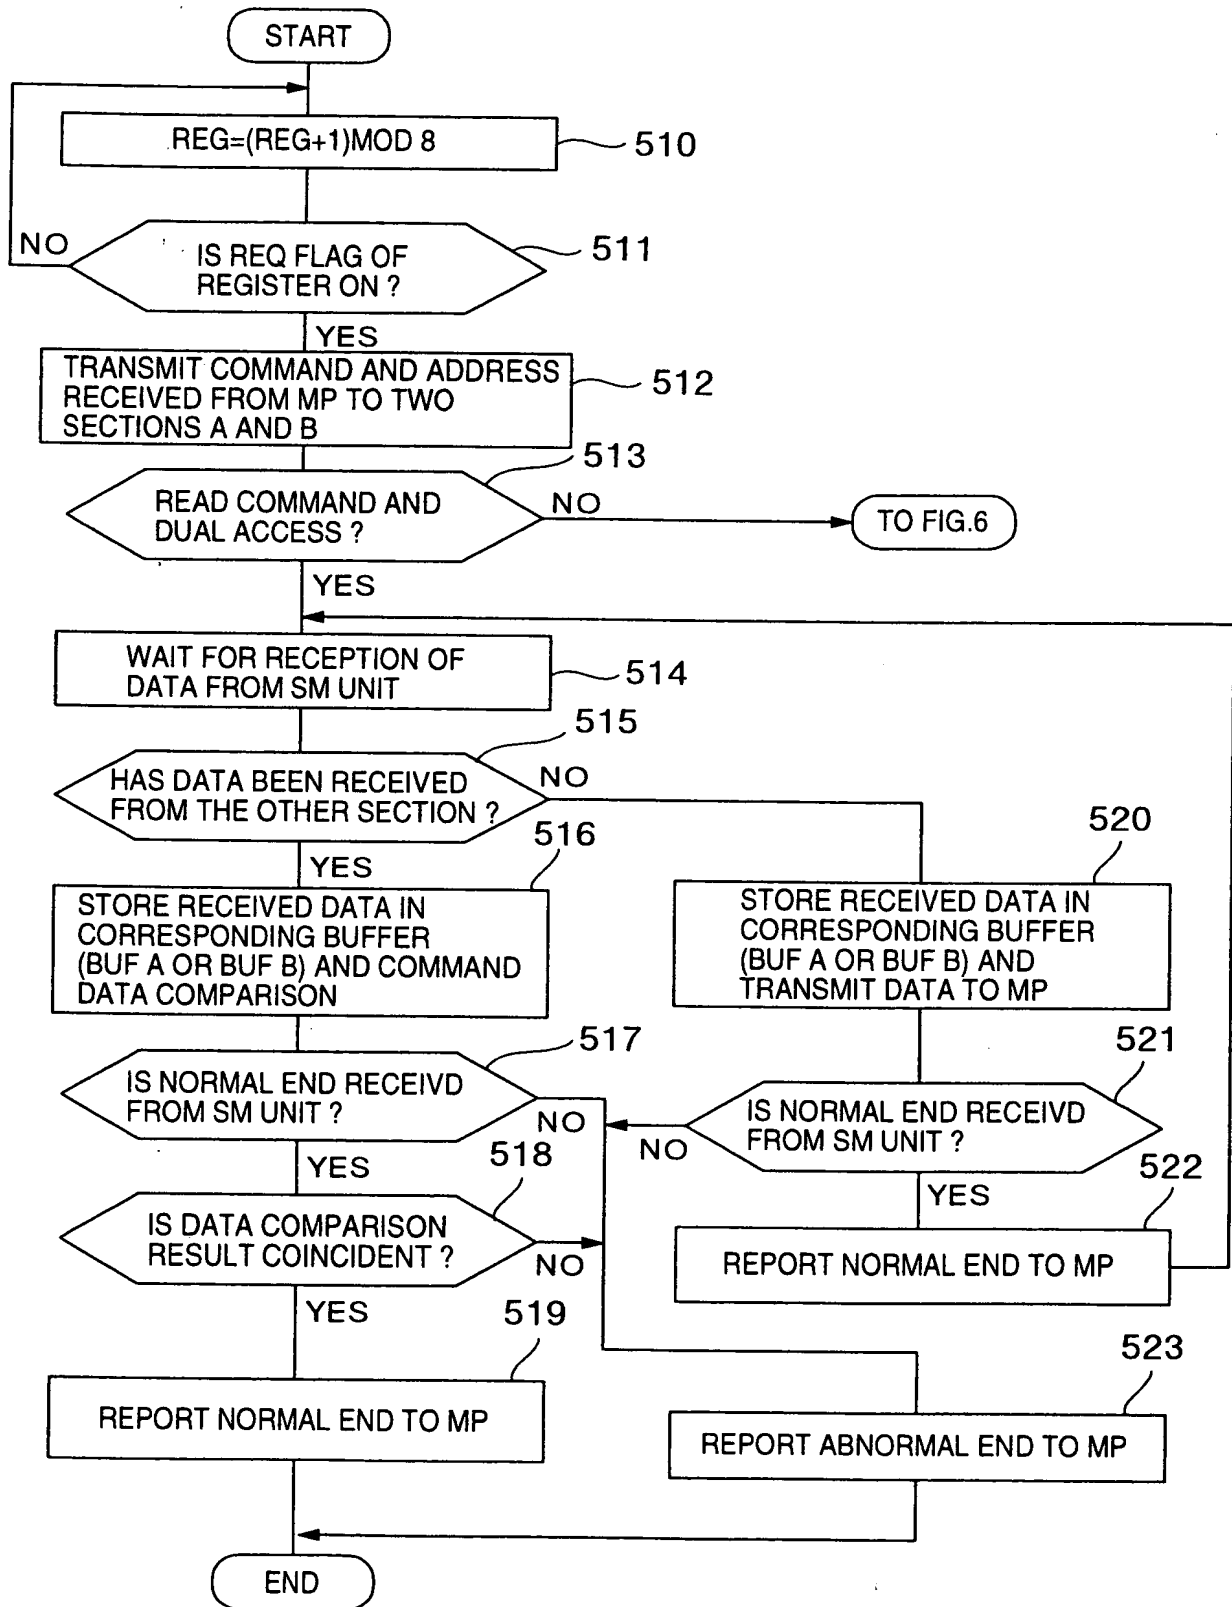 START
REG=(REG+1)MOD 8
510
NO
IS REQ FLAG OF
REGISTER ON ?
511
YES
TRANSMIT COMMAND AND ADDRESS
RECEIVED FROM MP TO TWO
SECTIONS A AND B
512
513
READ COMMAND AND
DUAL ACCESS ?
NO
TO FIG.6
YES
WAIT FOR RECEPTION OF
DATA FROM SM UNIT
514
515
HAS DATA BEEN RECEIVED
FROM THE OTHER SECTION ?
NO
YES
516
STORE RECEIVED DATA IN
CORRESPONDING BUFFER
(BUF A OR BUF B) AND COMMAND
DATA COMPARISON
520
STORE RECEIVED DATA IN
CORRESPONDING BUFFER
(BUF A OR BUF B) AND
TRANSMIT DATA TO MP
517
IS NORMAL END RECEIVD
FROM SM UNIT ?
NO
YES
521
IS NORMAL END RECEIVD
FROM SM UNIT ?
NO
YES
518
IS DATA COMPARISON
RESULT COINCIDENT ?
NO
YES
522
REPORT NORMAL END TO MP
519
REPORT NORMAL END TO MP
523
REPORT ABNORMAL END TO MP
END